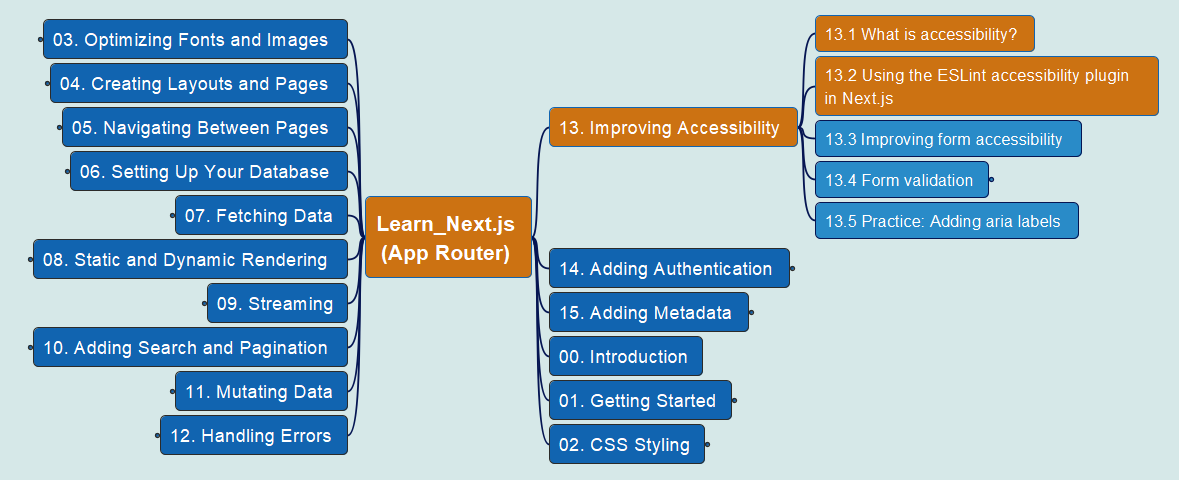 03. Optimizing Fonts and Images
04. Creating Layouts and Pages
05. Navigating Between Pages
06. Setting Up Your Database
07. Fetching Data
08. Static and Dynamic Rendering
09. Streaming
10. Adding Search and Pagination
11. Mutating Data
12. Handling Errors
Learn_Next.js
(App Router)
13. Improving Accessibility
13.1 What is accessibility?
13.2 Using the ESLint accessibility plugin
in Next.js
13.3 Improving form accessibility
13.4 Form validation
13.5 Practice: Adding aria labels
14. Adding Authentication
15. Adding Metadata
00. Introduction
01. Getting Started
02. CSS Styling